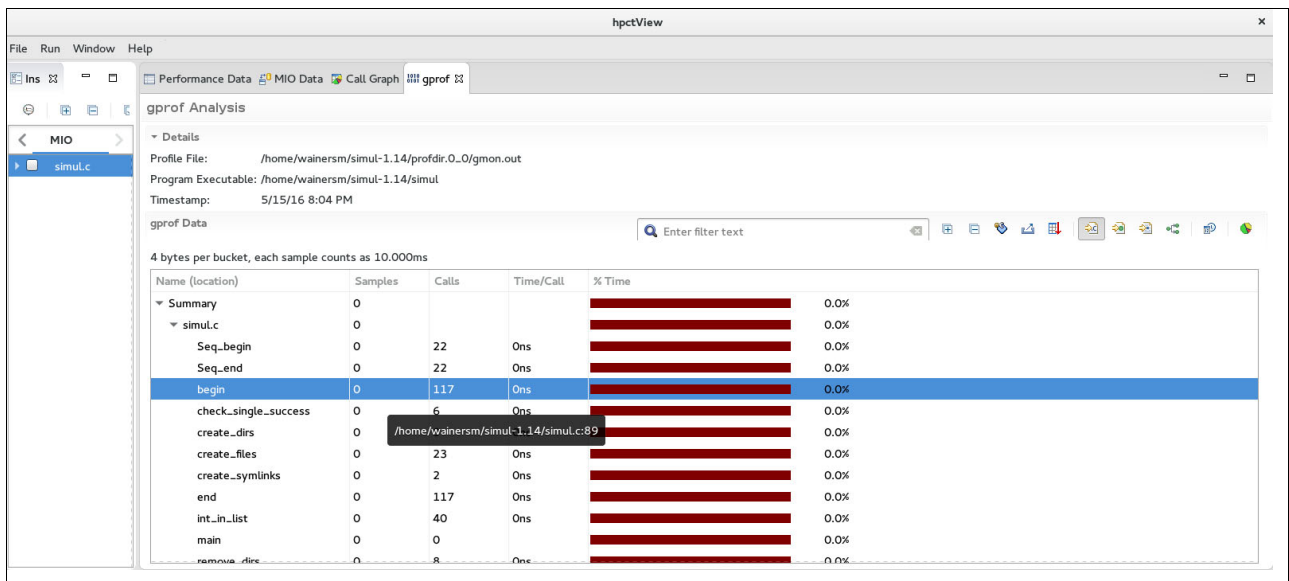 hpctView
File Run Window Help
Ins
Performance Data MIO Data Call Graph gprof
gprof Analysis
MIO
simul.c
Details
Profile File: /home/wainersm/simul-1.14/profdir.0_0/gmon.out
Program Executable: /home/wainersm/simul-1.14/simul
Timestamp: 5/15/16 8:04 PM
gprof Data
Enter filter text
4 bytes per bucket, each sample counts as 10.000ms
Name (location) Samples Calls Time/Call % Time
Summary 0 0.0%
simul.c 0 0.0%
Seq_begin 0 22 0ns 0.0%
Seq_end 0 22 0ns 0.0%
begin 0 117 0ns 0.0%
check_single_success 0 6 0ns 0.0%
create_dirs 0 0.0%
/home/wainersm/simul-1.14/simul.c:89
create_files 0 23 0ns 0.0%
create_symlinks 0 2 0ns 0.0%
end 0 117 0ns 0.0%
int_in_list 0 40 0ns 0.0%
main 0 0 0.0%
remove_dirs 0 8 0ns 0.0%